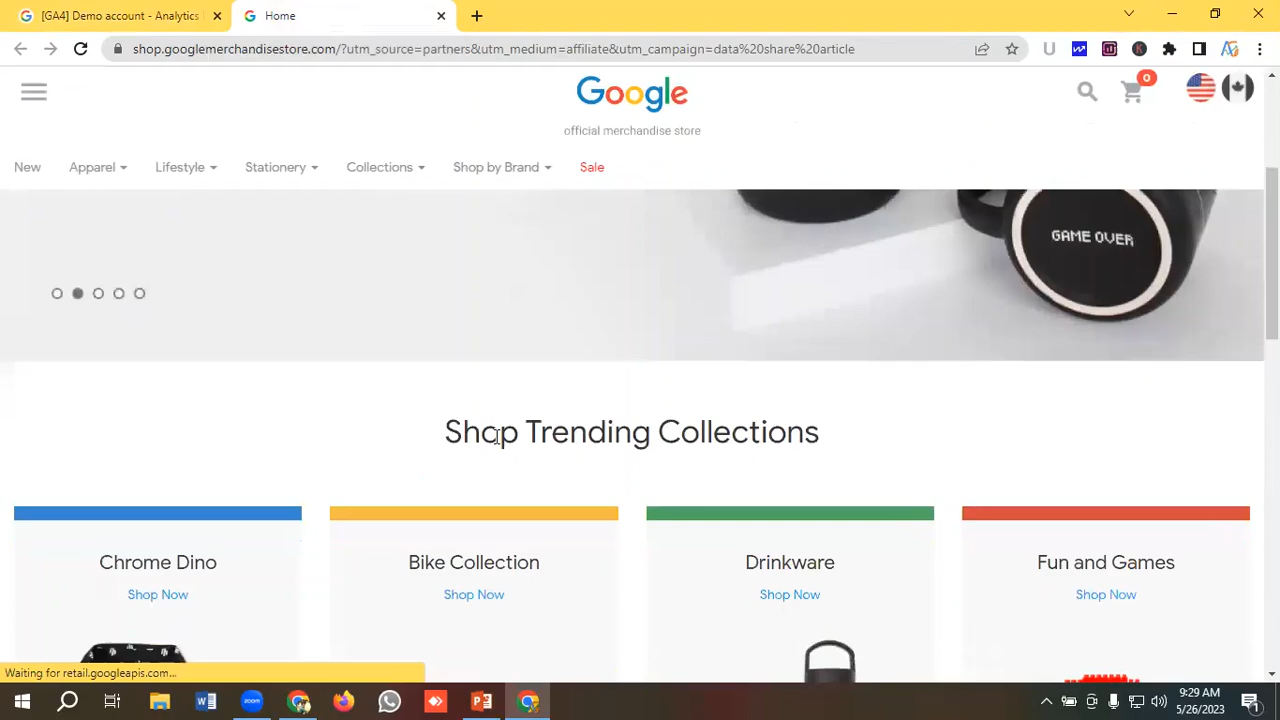 [GA4] Demo account - Analytics
Home
shop.googlemerchandisestore.com/?utm_source=partners&utm_medium=affiliate&utm_campaign=data%20share%20article
Google
0
official merchandise store
New Apparel Lifestyle Stationery Collections Shop by Brand Sale
GAME OVER
Shop Trending Collections
Chrome Dino
Shop Now
Bike Collection
Shop Now
Drinkware
Shop Now
Fun and Games
Shop Now
Waiting for retail.googleapis.com...
zoom
9:29 AM
5/26/2023
1